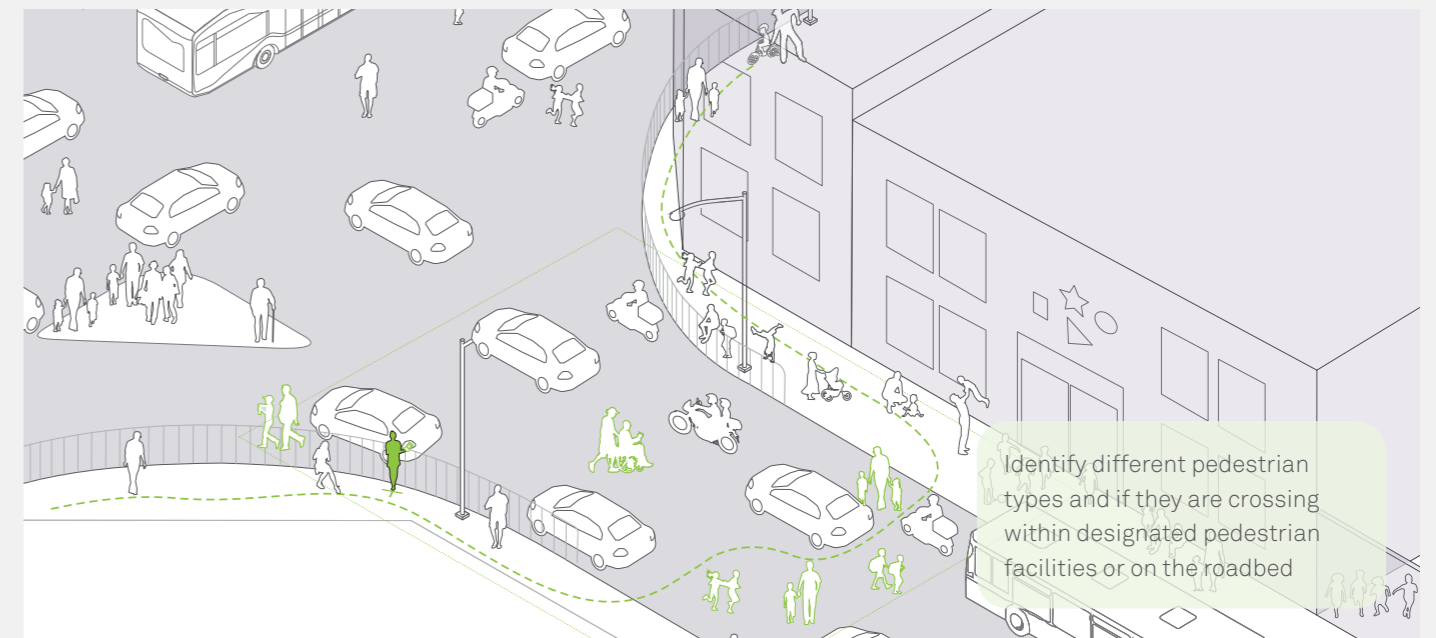 Identify different pedestrian
types and if they are crossing
within designated pedestrian
facilities or on the roadbed